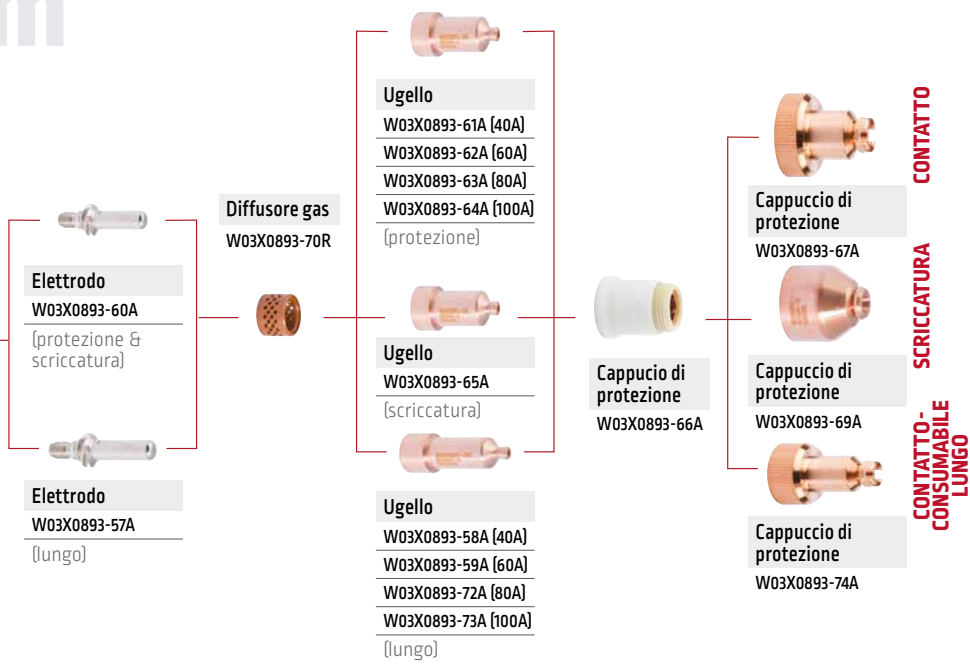 m
Elettrodo
W03X0893-60A
(protezione &
scriccatura)
Elettrodo
W03X0893-57A
(lungo)
Diffusore gas
W03X0893-70R
Ugello
W03X0893-61A (40A)
W03X0893-62A (60A)
W03X0893-63A (80A)
W03X0893-64A (100A)
(protezione)
Ugello
W03X0893-65A
(scriccatura)
Ugello
W03X0893-58A (40A)
W03X0893-59A (60A)
W03X0893-72A (80A)
W03X0893-73A (100A)
(lungo)
Cappucio di
protezione
W03X0893-66A
Cappuccio di
protezione
W03X0893-67A
CONTATTO
Cappuccio di
protezione
W03X0893-69A
SCRICCATURA
Cappuccio di
protezione
W03X0893-74A
CONTATTO-
CONSUMABILE
LUNGO